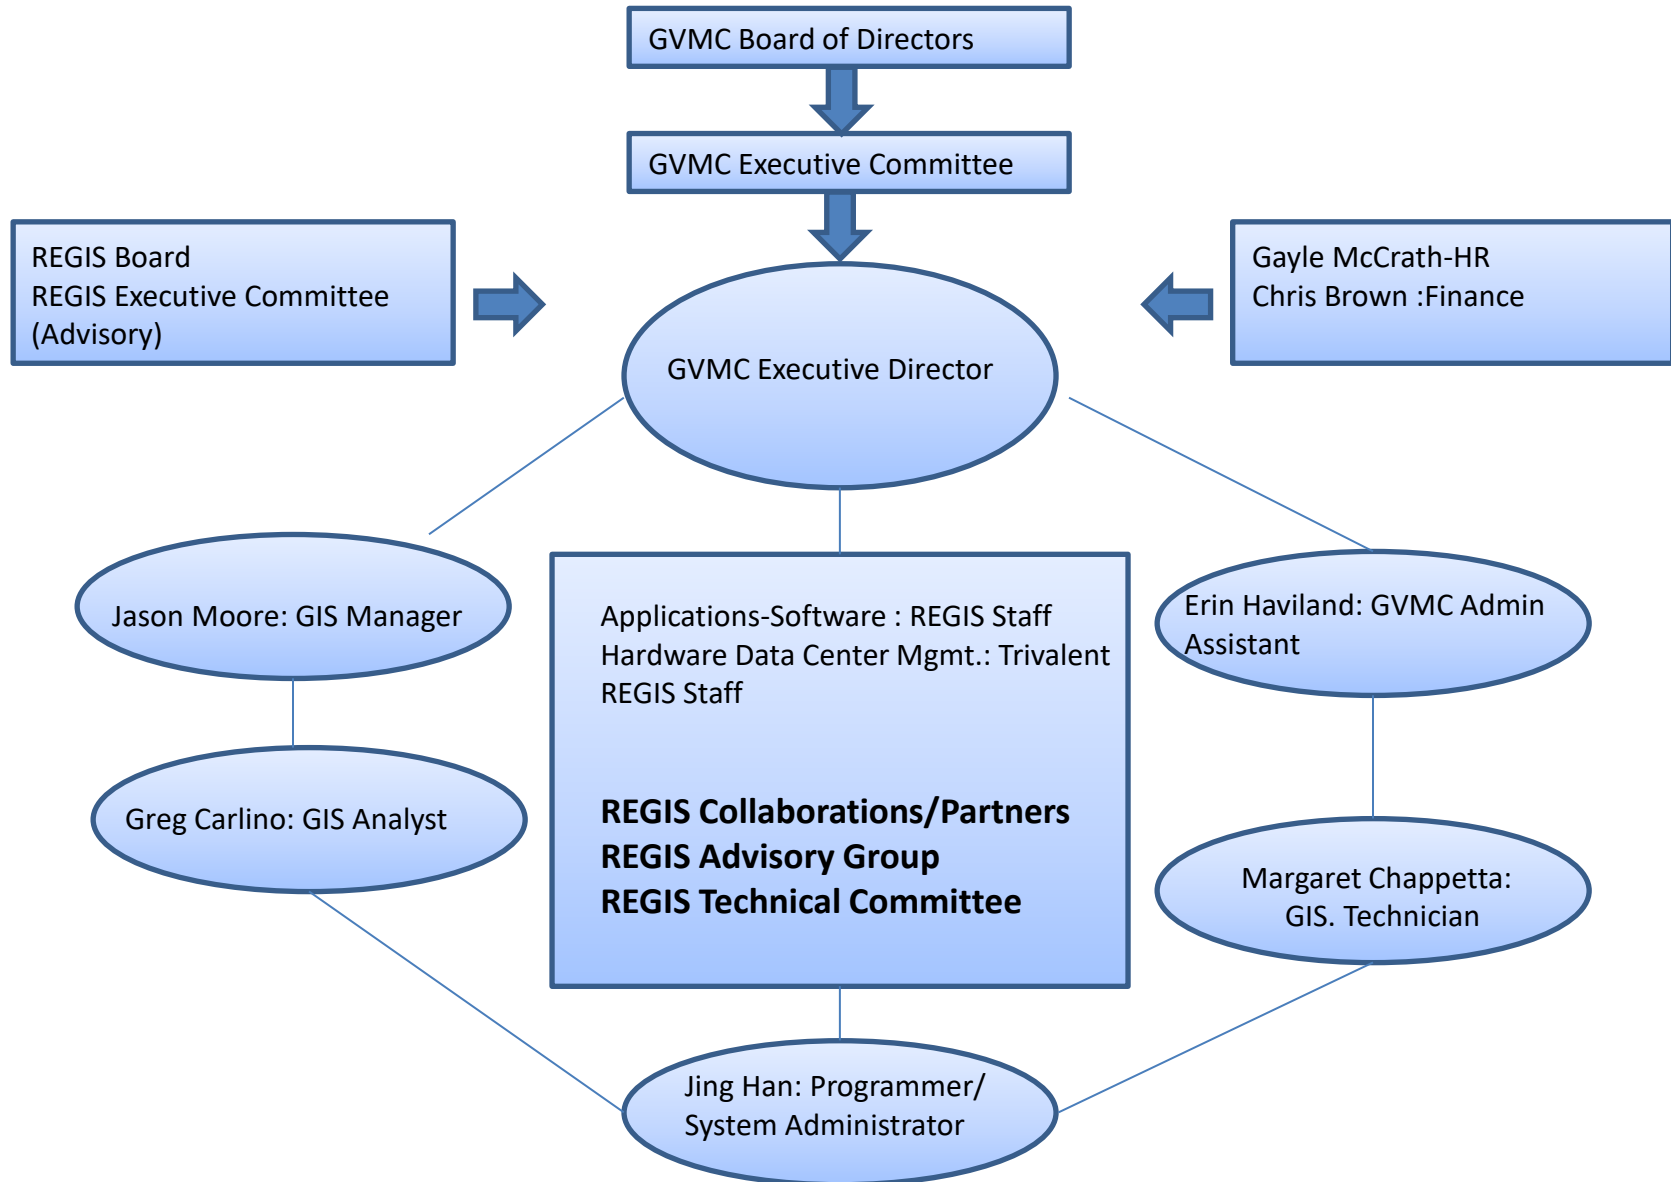 GVMC Board of Directors
GVMC Executive Committee
REGIS Board
REGIS Executive Committee
(Advisory)
Gayle McCrath-HR
Chris Brown :Finance
GVMC Executive Director
Jason Moore: GIS Manager
Applications-Software : REGIS Staff
Hardware Data Center Mgmt.: Trivalent
REGIS Staff
Erin Haviland: GVMC Admin
Assistant
REGIS Collaborations/Partners
REGIS Advisory Group
REGIS Technical Committee
Greg Carlino: GIS Analyst
Margaret Chappetta:
GIS. Technician
Jing Han: Programmer/
System Administrator